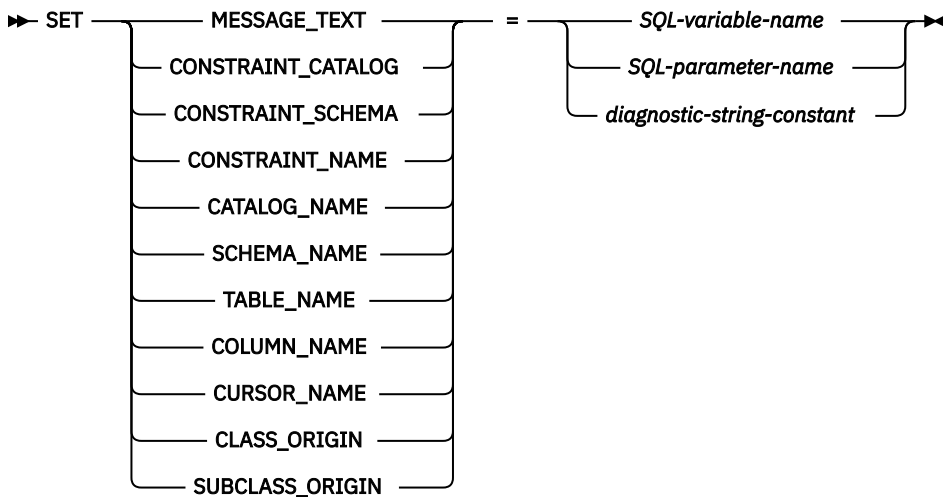 SET MESSAGE_TEXT = SQL-variable-name
CONSTRAINT_CATALOG SQL-parameter-name
CONSTRAINT_SCHEMA diagnostic-string-constant
CONSTRAINT_NAME
CATALOG_NAME
SCHEMA_NAME
TABLE_NAME
COLUMN_NAME
CURSOR_NAME
CLASS_ORIGIN
SUBCLASS_ORIGIN